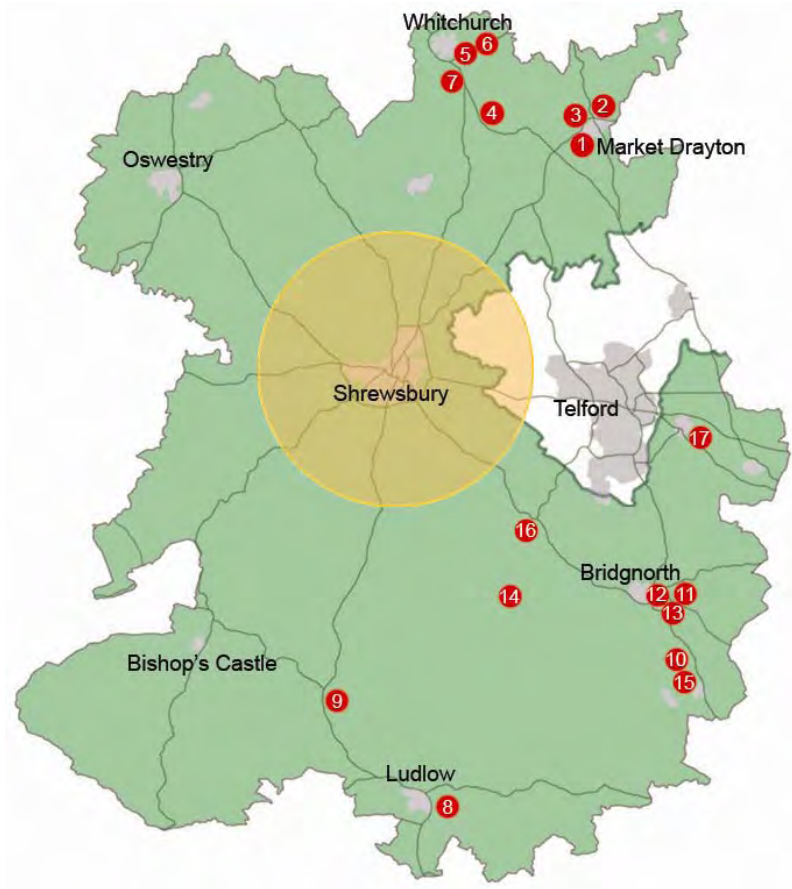 Whitchurch
6
5
7
4
2
3
1
Market Drayton
Oswestry
Shrewsbury
Telford
17
16
Bridgnorth
14
12
11
13
10
15
Bishop's Castle
9
Ludlow
8